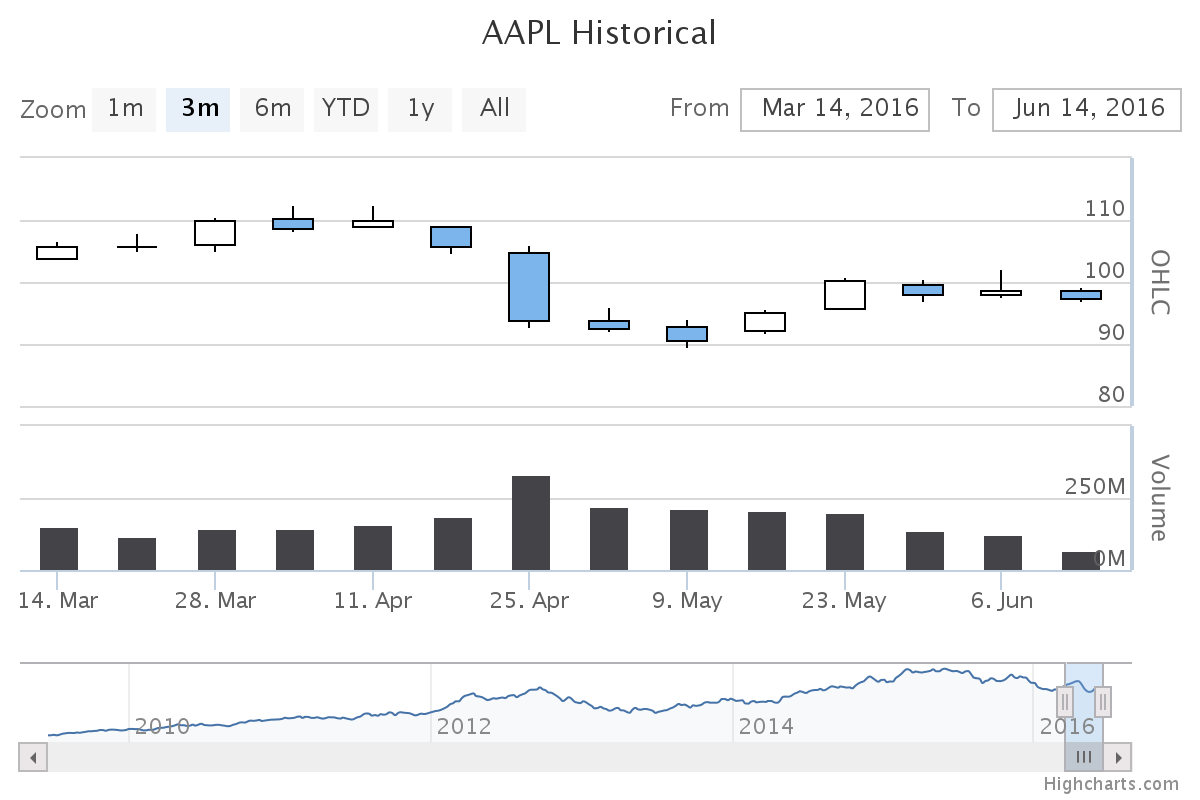 AAPL Historical
Zoom 1m 3m 6m YTD 1y All From Mar 14, 2016 To Jun 14, 2016
110
100
90
80
OHLC
250M
0M
Volume
14. Mar 28. Mar 11. Apr 25. Apr 9. May 23. May 6. Jun
2010 2012 2014 2016
Highcharts.com